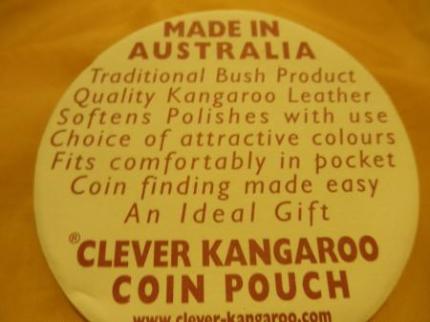 MADE IN
AUSTRALIA
Traditional Bush Product
Quality Kangaroo Leather
Softens Polishes with use
Choice of attractive colours
Fits comfortably in pocket
Coin finding made easy
An Ideal Gift
®CLEVER KANGAROO
COIN POUCH
www.clever-kangaroo.com